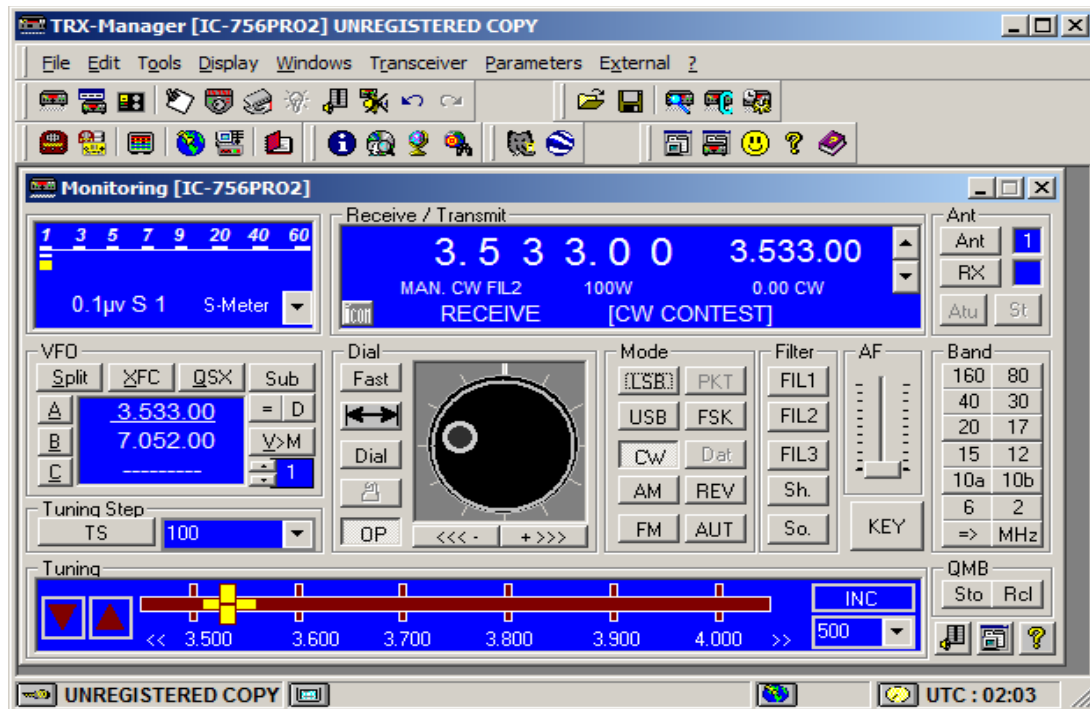 TRX-Manager [IC-756PRO2] UNREGISTERED COPY
File Edit Tools Display Windows Transceiver Parameters External ?
Monitoring [IC-756PRO2]
1 3 5 7 9 20 40 60
0.1µv S 1 S-Meter
Receive / Transmit
3.533.00 3.533.00
MAN. CW FIL2 100W 0.00 CW
ICOM RECEIVE [CW CONTEST]
Ant
Ant 1
RX
Atu St
VFO
Split XFC QSX Sub
A 3.533.00 = D
B 7.052.00 V>M
C --------- 1
Tuning Step
TS 100
Dial
Fast
Dial
OP <<< - + >>>
Mode
LSB PKT
USB FSK
CW Dat
AM REV
FM AUT
Filter
FIL1
FIL2
FIL3
Sh.
So.
AF
KEY
Band
160 80
40 30
20 17
15 12
10a 10b
6 2
=> MHz
Tuning
<< 3.500 3.600 3.700 3.800 3.900 4.000 >>
INC
500
QMB
Sto Rcl
?
UNREGISTERED COPY UTC : 02:03